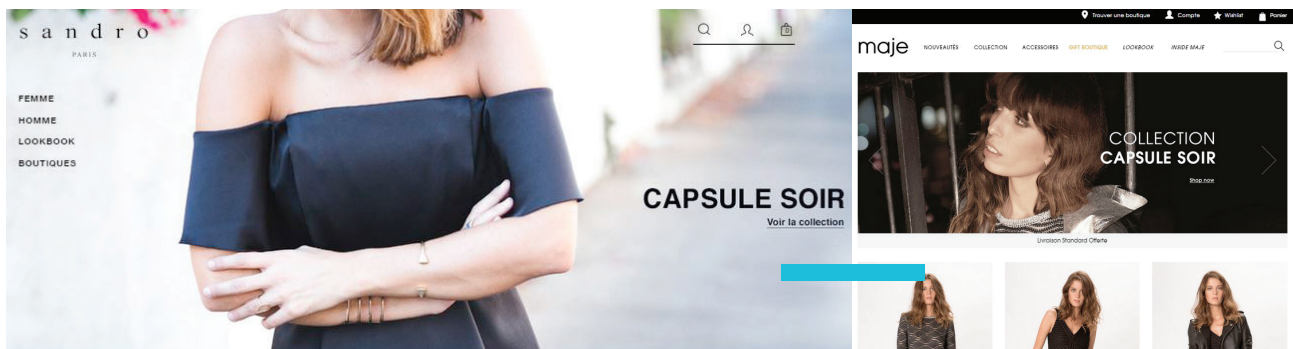 sandro
PARIS
FEMME
HOMME
LOOKBOOK
BOUTIQUES
0
CAPSULE SOIR
Voir la collection
Trouver une boutique Compte Wishlist Panier
maje NOUVEAUTÉS COLLECTION ACCESSOIRES GIFT BOUTIQUE LOOKBOOK INSIDE MAJE
COLLECTION
CAPSULE SOIR
Shop now
Livraison Standard Offerte